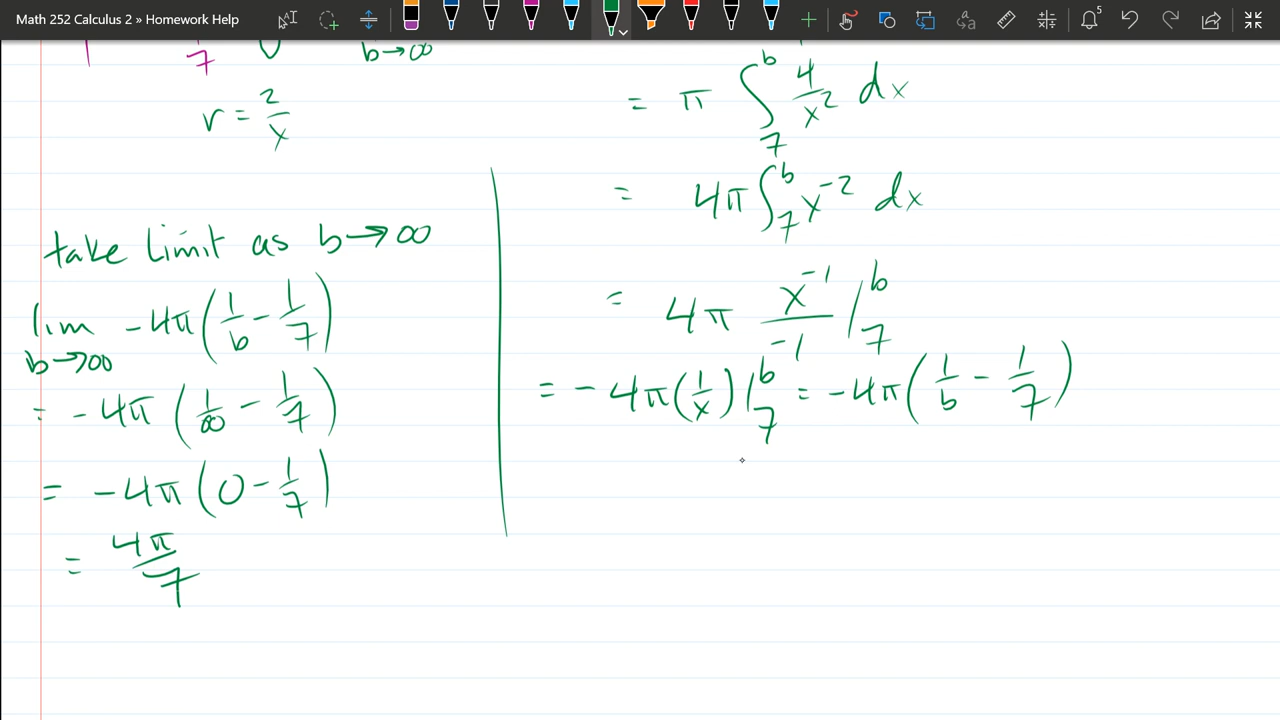 Math 252 Calculus 2 » Homework Help
5
7 0 b→∞
r = 2/x
= π ∫₇ᵇ 4/x² dx
= 4π ∫₇ᵇ x⁻² dx
= 4π x⁻¹/-1 |₇ᵇ
= -4π(1/x)|₇ᵇ = -4π(1/b - 1/7)
take limit as b→∞
lim b→∞ -4π(1/b - 1/7)
= -4π(1/∞ - 1/7)
= -4π(0 - 1/7)
= 4π/7